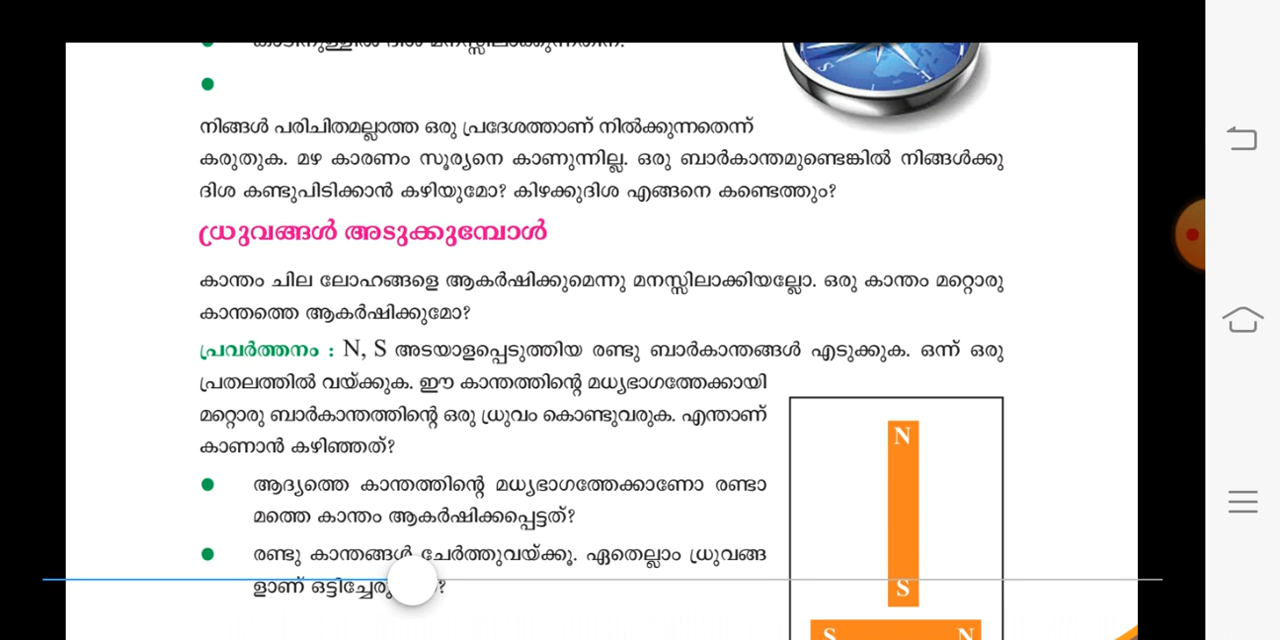 നിങ്ങൾ പരിചിതമല്ലാത്ത ഒരു പ്രദേശത്താണ് നിൽക്കുന്നതെന്ന്
കരുതുക. മഴ കാരണം സൂര്യനെ കാണുന്നില്ല. ഒരു ബാർകാന്തമുണ്ടെങ്കിൽ നിങ്ങൾക്കു
ദിശ കണ്ടുപിടിക്കാൻ കഴിയുമോ? കിഴക്കുദിശ എങ്ങനെ കണ്ടെത്തും?
ധ്രുവങ്ങൾ അടുക്കുമ്പോൾ
കാന്തം ചില ലോഹങ്ങളെ ആകർഷിക്കുമെന്നു മനസ്സിലാക്കിയല്ലോ. ഒരു കാന്തം മറ്റൊരു
കാന്തത്തെ ആകർഷിക്കുമോ?
പ്രവർത്തനം : N, S അടയാളപ്പെടുത്തിയ രണ്ടു ബാർകാന്തങ്ങൾ എടുക്കുക. ഒന്ന് ഒരു
പ്രതലത്തിൽ വയ്ക്കുക. ഈ കാന്തത്തിന്റെ മധ്യഭാഗത്തേക്കായി
മറ്റൊരു ബാർകാന്തത്തിന്റെ ഒരു ധ്രുവം കൊണ്ടുവരുക. എന്താണ്
കാണാൻ കഴിഞ്ഞത്?
ആദ്യത്തെ കാന്തത്തിന്റെ മധ്യഭാഗത്തേക്കാണോ രണ്ടാ
മത്തെ കാന്തം ആകർഷിക്കപ്പെട്ടത്?
രണ്ടു കാന്തങ്ങൾ ചേർത്തുവയ്ക്കൂ. ഏതെല്ലാം ധ്രുവങ്ങ
ളാണ്
N
S
S N